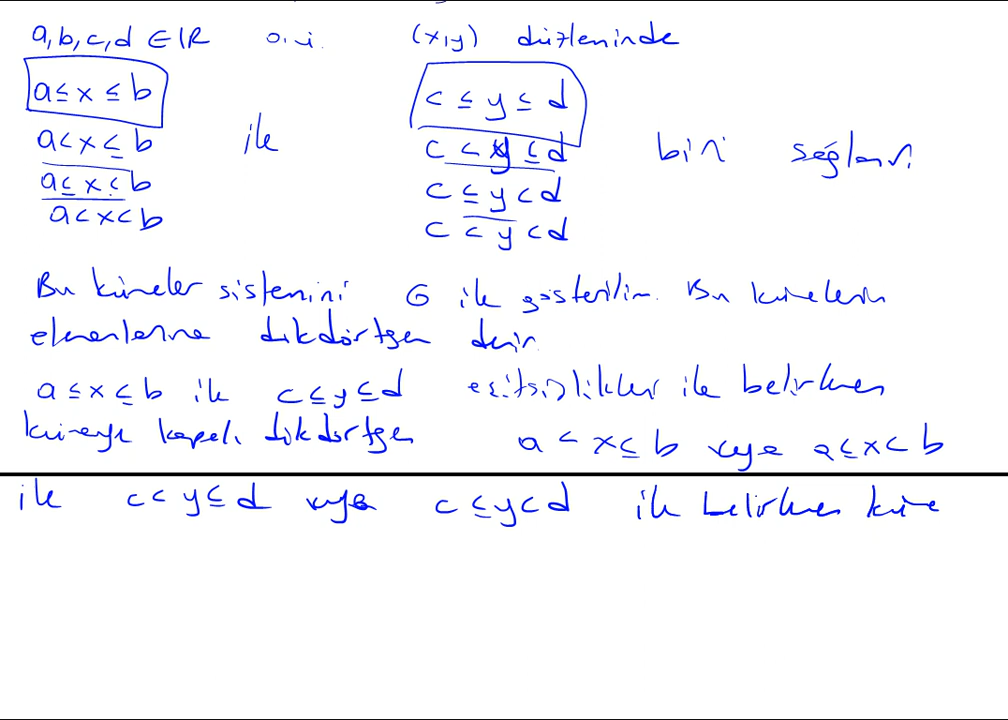 a,b,c,d ∈ IR o.ü. (x,y) düzleminde
a ≤ x ≤ b c ≤ y ≤ d
a < x ≤ b ile c < y ≤ d biri sağlanır.
a ≤ x ≤ b c ≤ y < d
a < x < b c < y < d
Bu kümeler sistemini G ile gösterelim. Bu kümelerin
elemanlarına dikdörtgen denir.
a ≤ x ≤ b ile c ≤ y ≤ d eşitsizlikler ile belirlenen
kümeye kapalı dikdörtgen a < x ≤ b veya a ≤ x < b
ile c < y ≤ d veya c ≤ y < d ile belirlenen küme